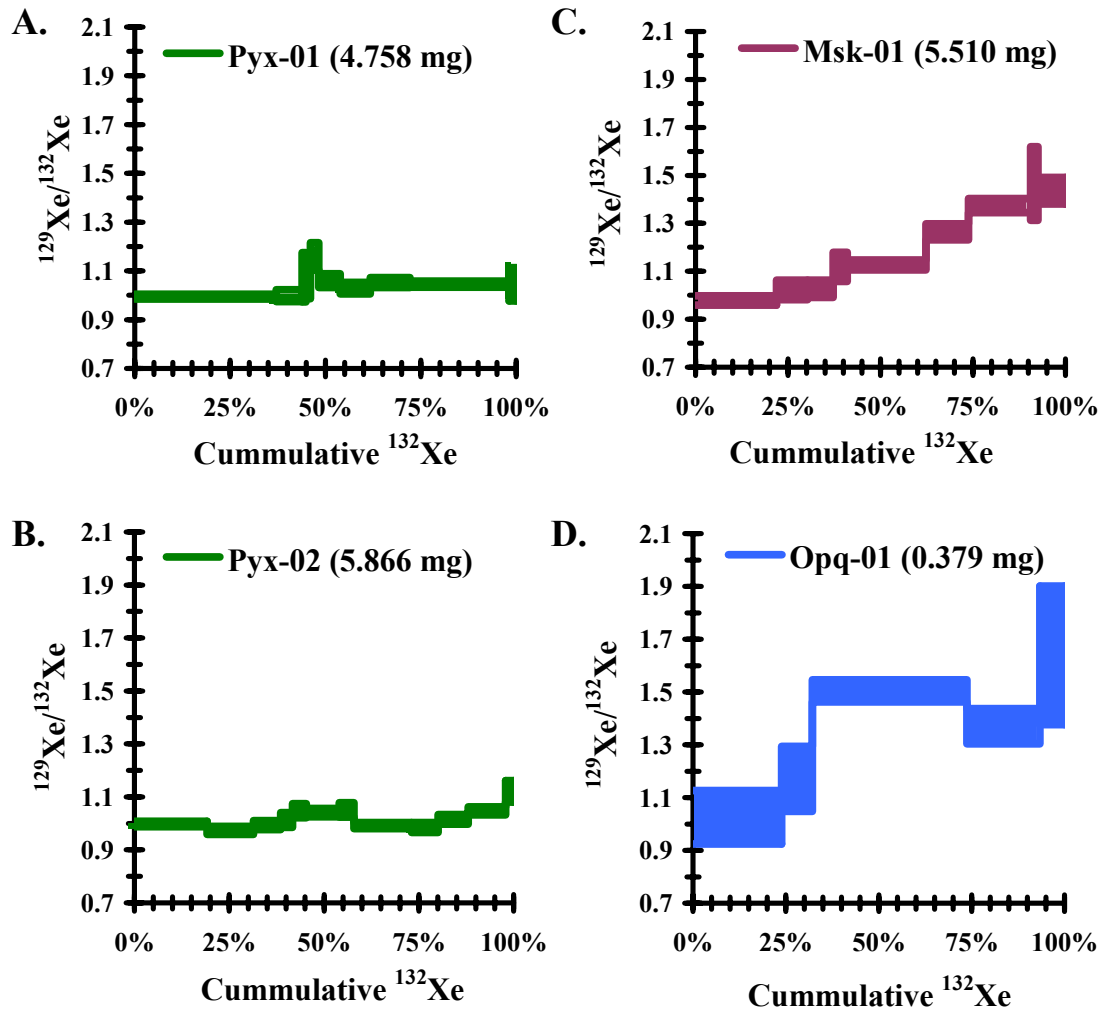 A.
Pyx-01 (4.758 mg)
2.1
1.9
1.7
1.5
1.3
1.1
0.9
0.7
¹²⁹Xe/¹³²Xe
0% 25% 50% 75% 100%
Cummulative ¹³²Xe
C.
Msk-01 (5.510 mg)
2.1
1.9
1.7
1.5
1.3
1.1
0.9
0.7
¹²⁹Xe/¹³²Xe
0% 25% 50% 75% 100%
Cummulative ¹³²Xe
B.
Pyx-02 (5.866 mg)
2.1
1.9
1.7
1.5
1.3
1.1
0.9
0.7
¹²⁹Xe/¹³²Xe
0% 25% 50% 75% 100%
Cummulative ¹³²Xe
D.
Opq-01 (0.379 mg)
2.1
1.9
1.7
1.5
1.3
1.1
0.9
0.7
¹²⁹Xe/¹³²Xe
0% 25% 50% 75% 100%
Cummulative ¹³²Xe